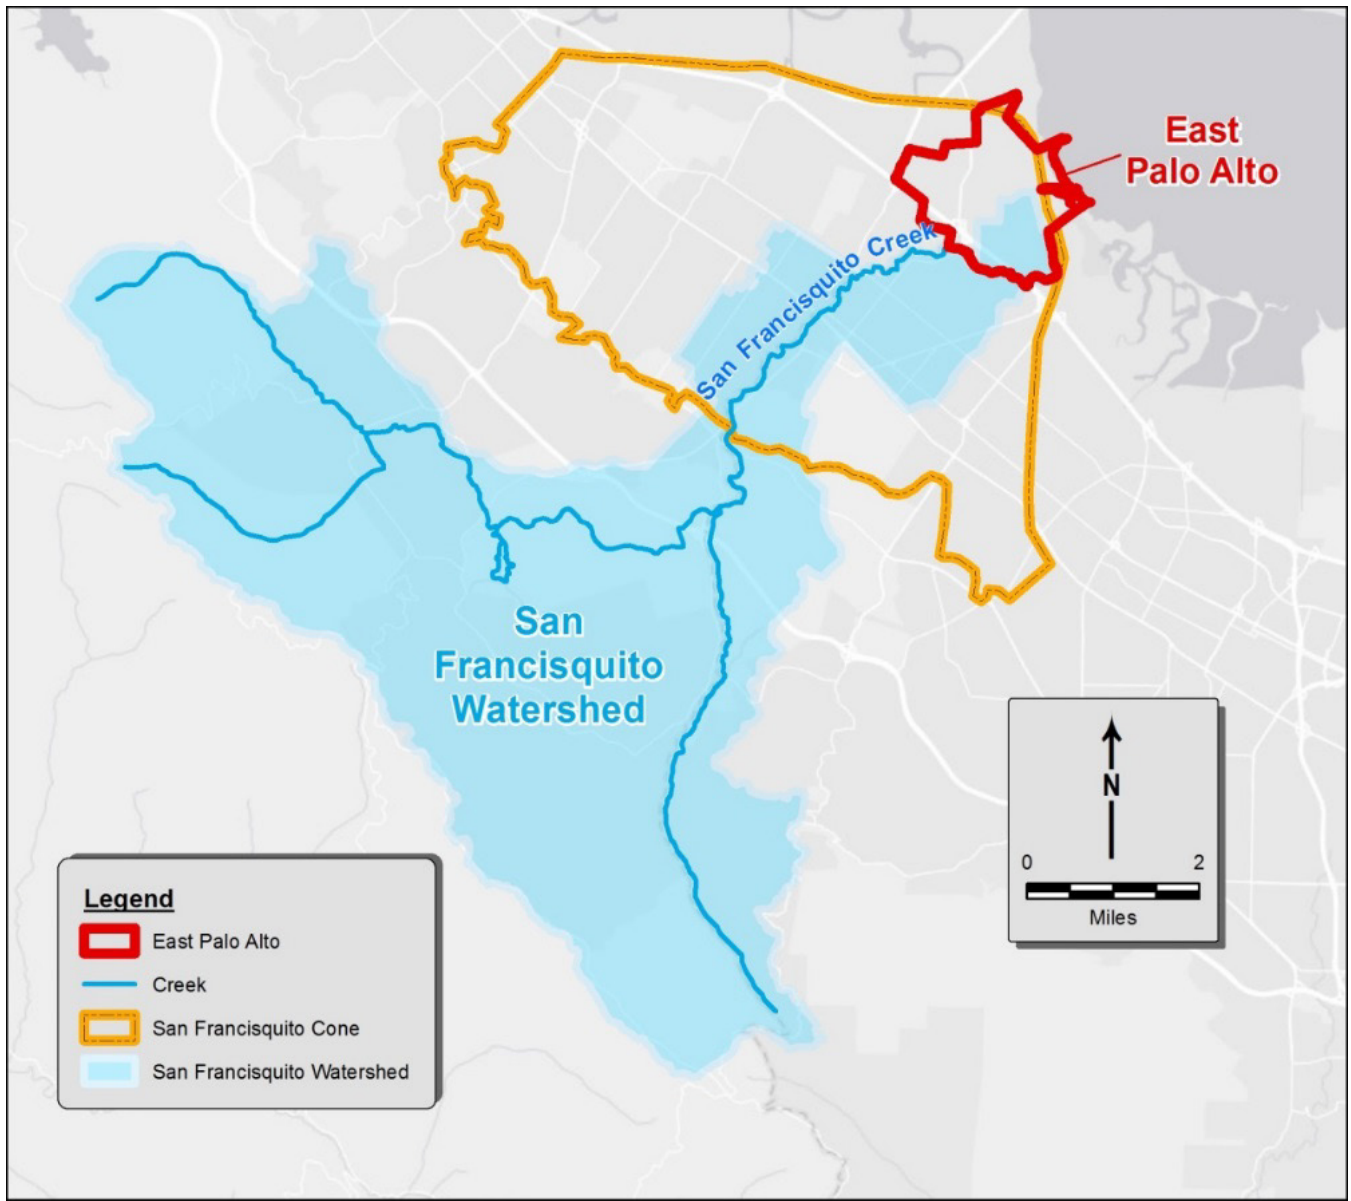 East
Palo Alto
San Francisquito Creek
San
Francisquito
Watershed
N
0 2
Miles
Legend
East Palo Alto
Creek
San Francisquito Cone
San Francisquito Watershed